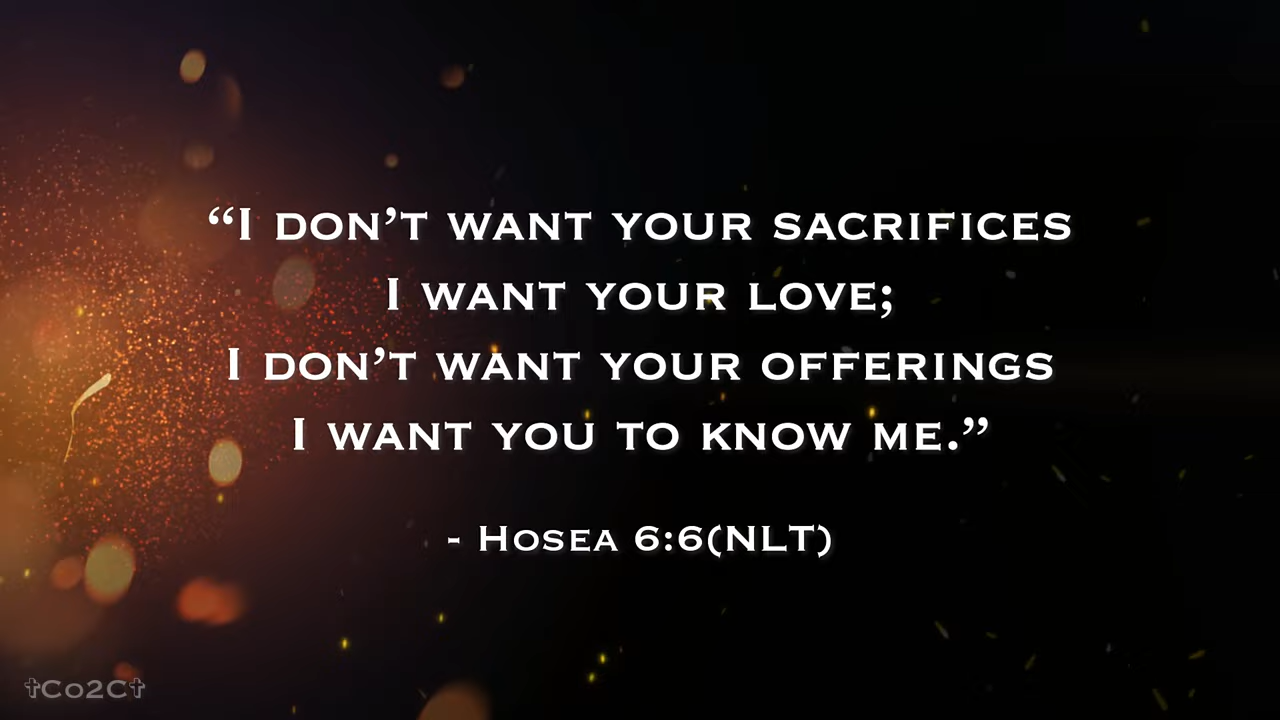 “I don’t want your sacrifices
I want your love;
I don’t want your offerings
I want you to know me.”
- Hosea 6:6(NLT)
✝Co2C✝